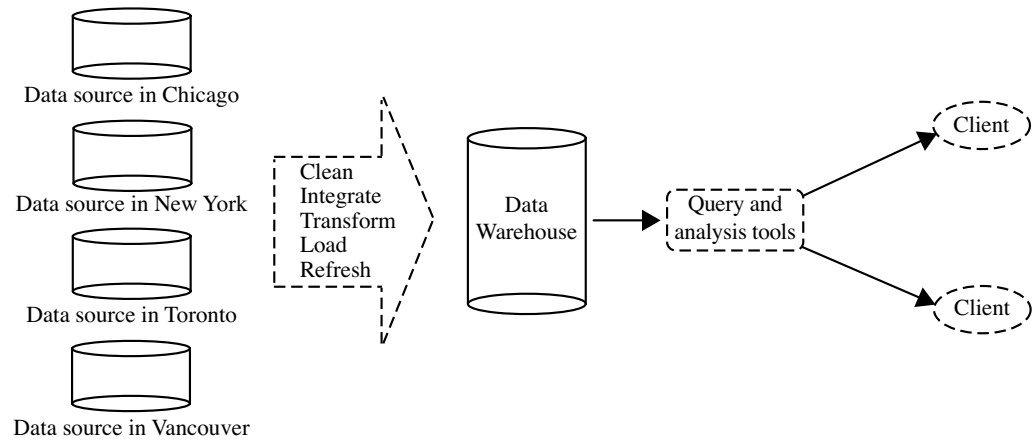 Data source in Chicago
Data source in New York
Data source in Toronto
Data source in Vancouver
Clean
Integrate
Transform
Load
Refresh
Data
Warehouse
Query and
analysis tools
Client
Client